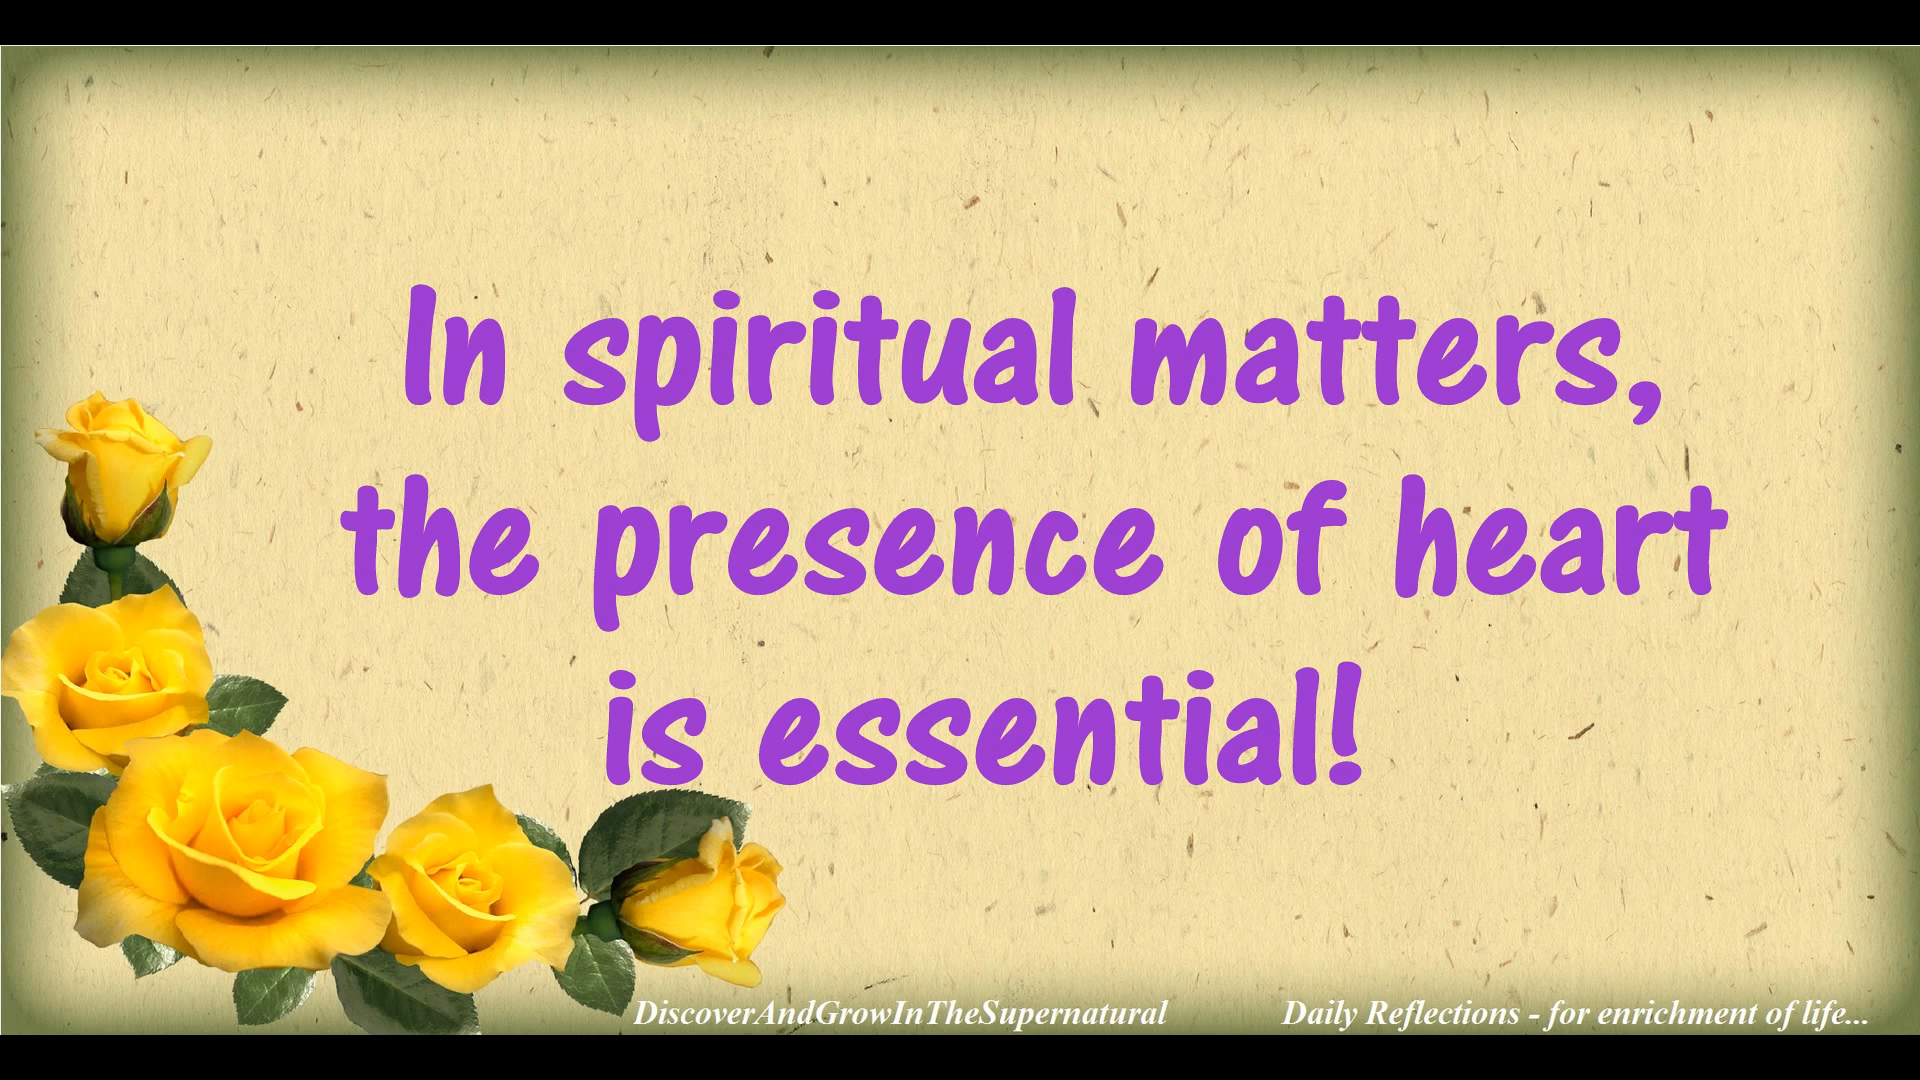 In spiritual matters,
the presence of heart
is essential!
DiscoverAndGrowInTheSupernatural
Daily Reflections - for enrichment of life...